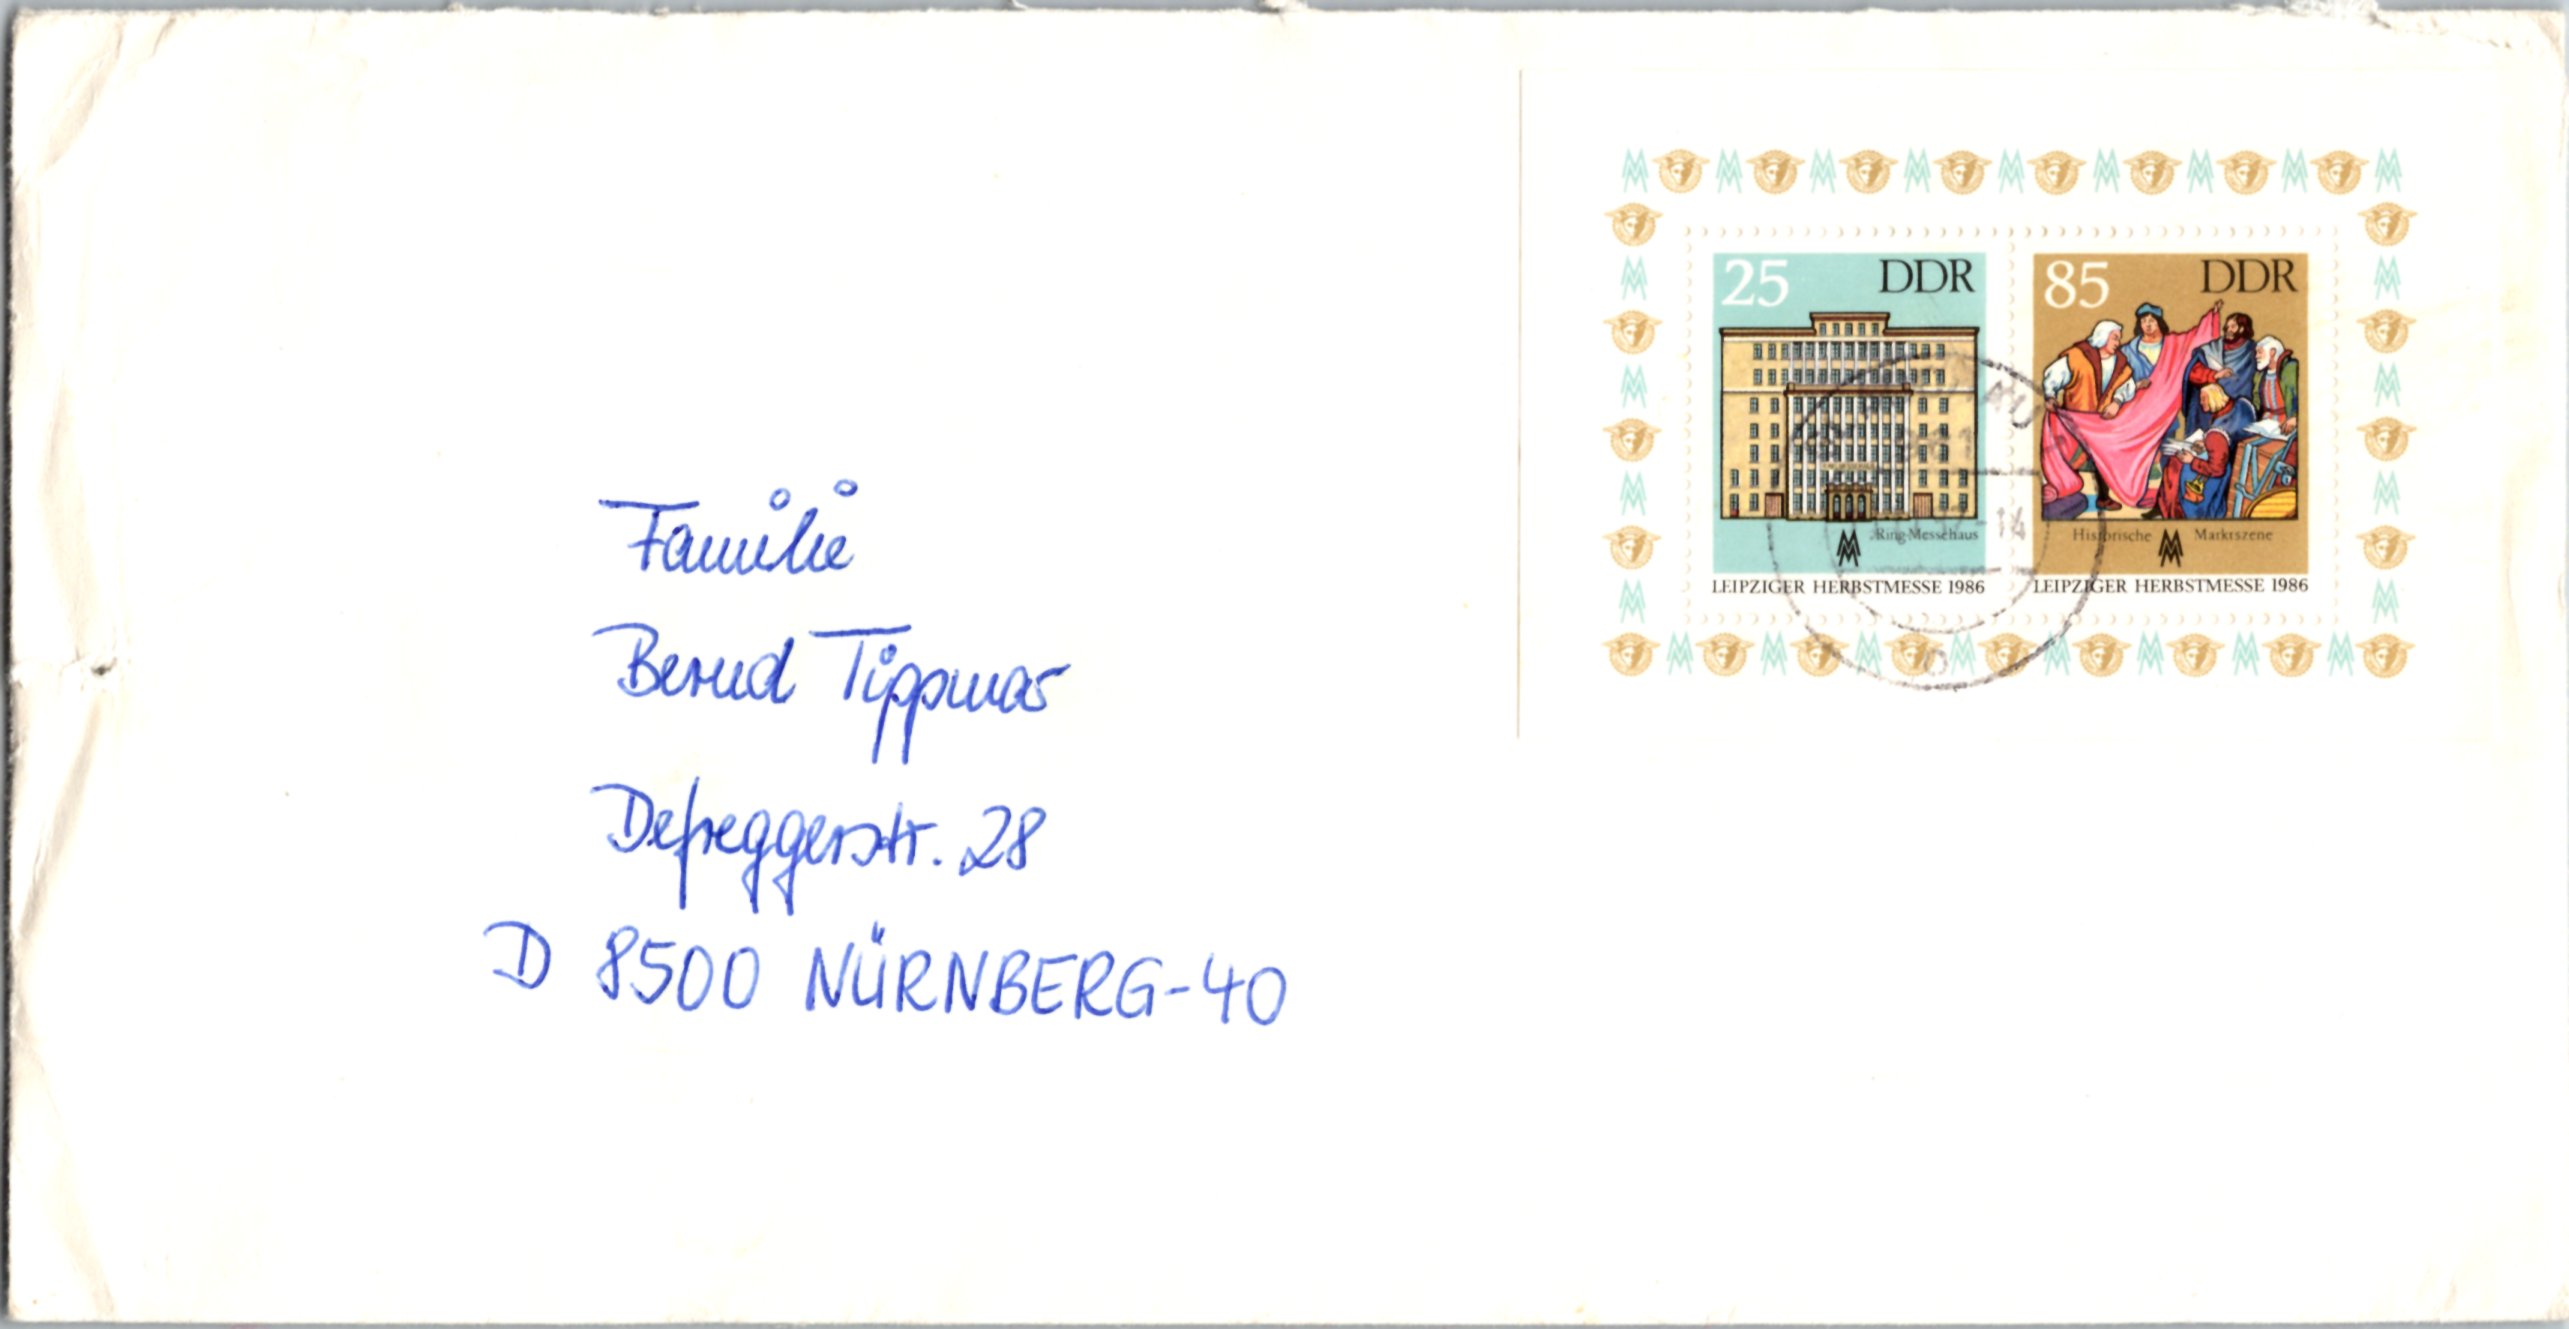 25 DDR
Ring-Messehaus
LEIPZIGER HERBSTMESSE 1986
85 DDR
Historische Marktszene
LEIPZIGER HERBSTMESSE 1986
Familie
Bernd Tippmar
Defreggerstr. 28
D 8500 NÜRNBERG-40